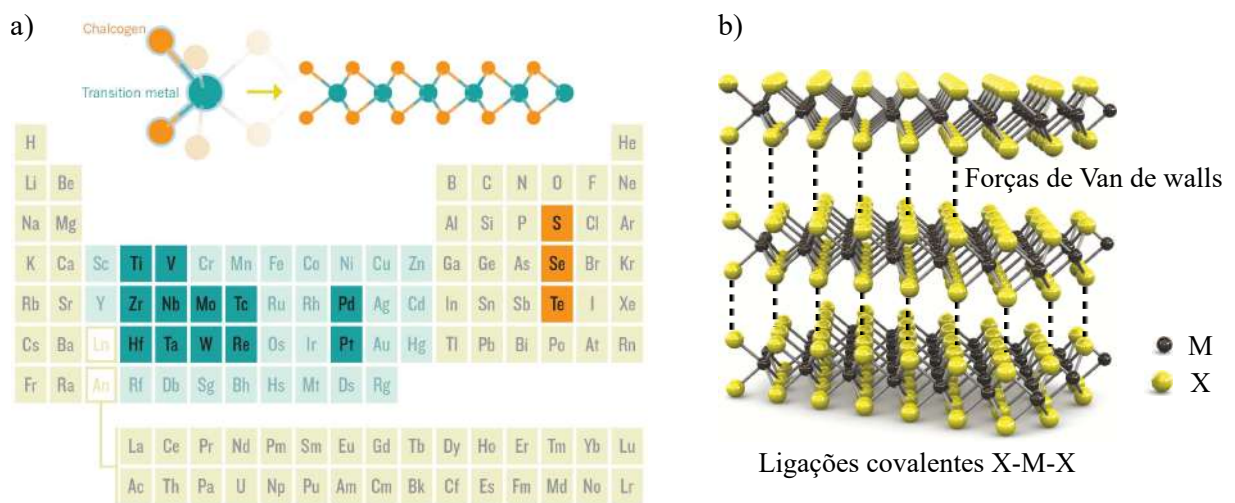 a)
Chalcogen
Transition metal
H He
Li Be B C N O F Ne
Na Mg Al Si P S Cl Ar
K Ca Sc Ti V Cr Mn Fe Co Ni Cu Zn Ga Ge As Se Br Kr
Rb Sr Y Zr Nb Mo Tc Ru Rh Pd Ag Cd In Sn Sb Te I Xe
Cs Ba Ln Hf Ta W Re Os Ir Pt Au Hg Tl Pb Bi Po At Rn
Fr Ra An Rf Db Sg Bh Hs Mt Ds Rg
La Ce Pr Nd Pm Sm Eu Gd Tb Dy Ho Er Tm Yb Lu
Ac Th Pa U Np Pu Am Cm Bk Cf Es Fm Md No Lr
b)
Forças de Van de walls
M
X
Ligações covalentes X-M-X